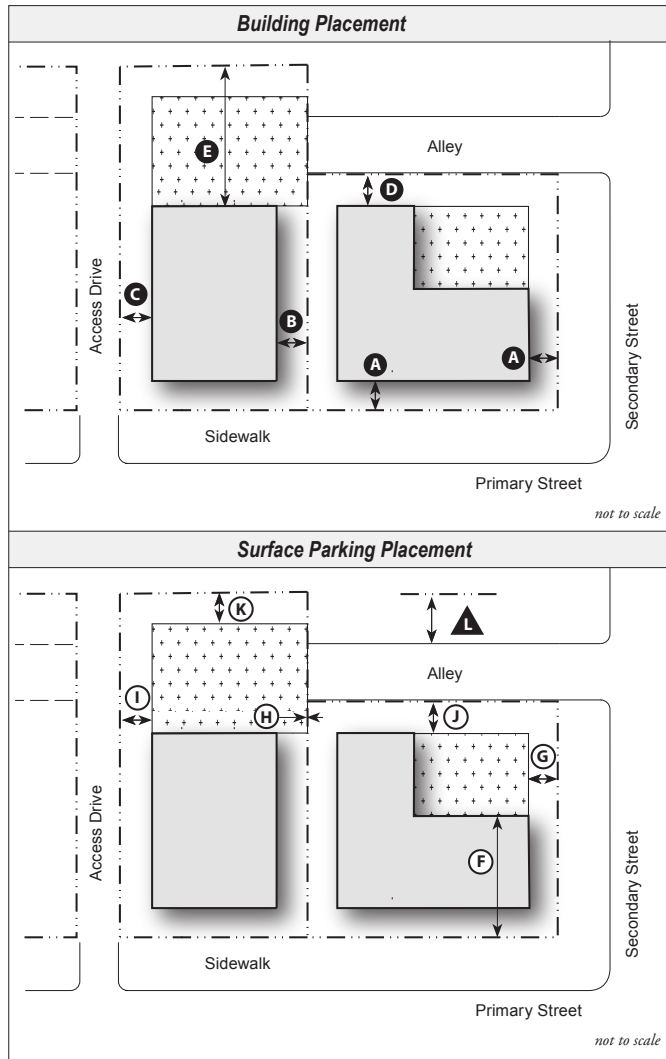 Building Placement
E
Alley
D
Access Drive
C
B
A
A
Secondary Street
Sidewalk
Primary Street
not to scale
Surface Parking Placement
K
L
Alley
I
H
J
G
Access Drive
F
Secondary Street
Sidewalk
Primary Street
not to scale